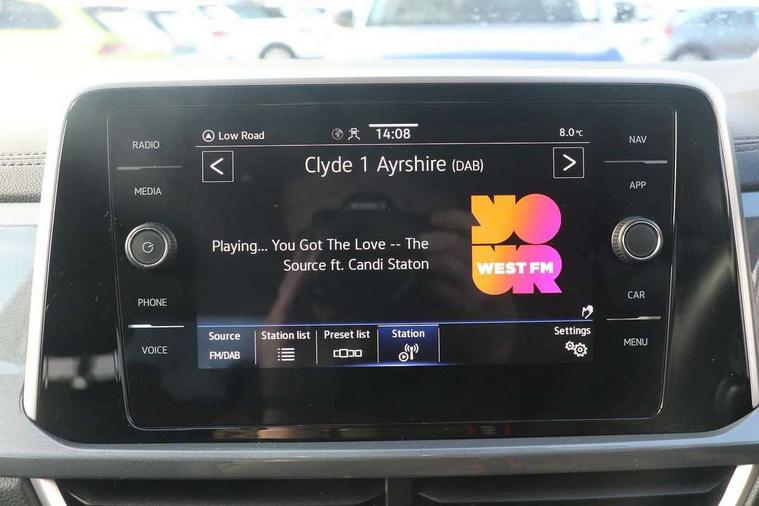 RADIO
MEDIA
PHONE
VOICE
Low Road
14:08
8.0°C
Clyde 1 Ayrshire (DAB)
Playing... You Got The Love -- The
Source ft. Candi Staton
YO
UR
WEST FM
Source
FM/DAB
Station list
Preset list
Station
Settings
NAV
APP
CAR
MENU